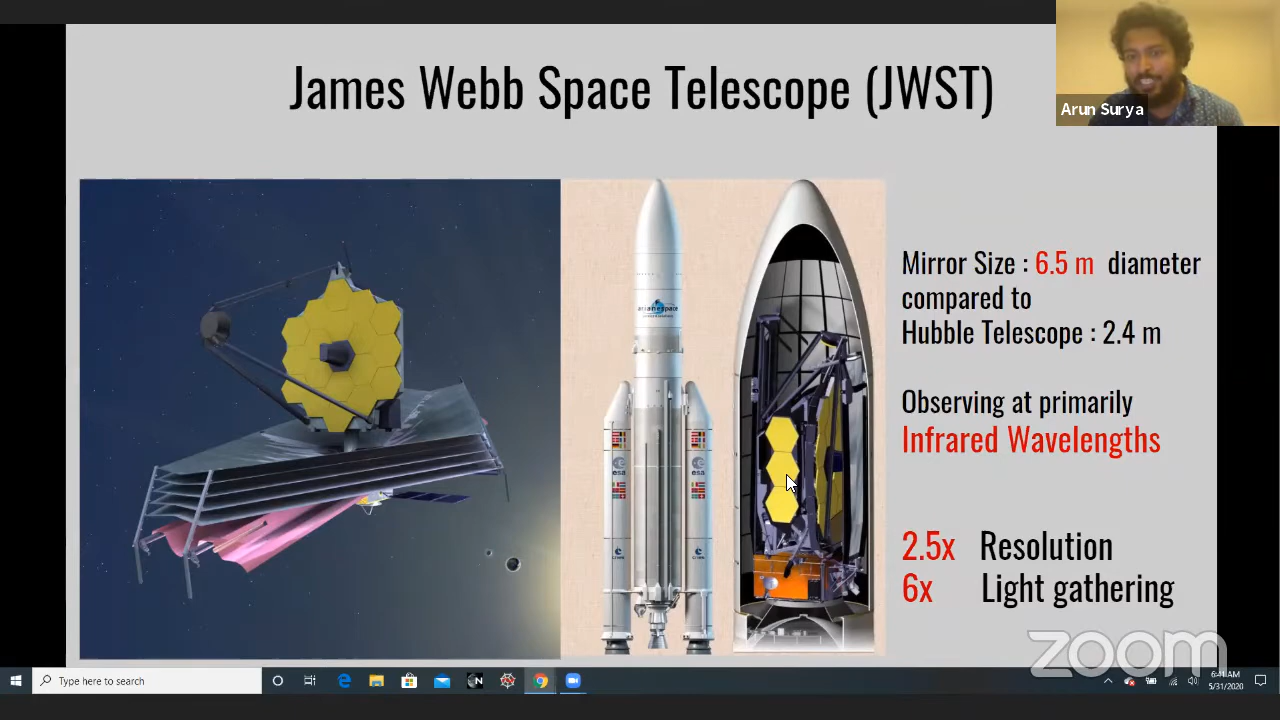 James Webb Space Telescope (JWST)
Arun Surya
arianespace
esa
esa
Mirror Size : 6.5 m diameter
compared to
Hubble Telescope : 2.4 m
Observing at primarily
Infrared Wavelengths
2.5x Resolution
6x Light gathering
zoom
Type here to search
5/31/2020